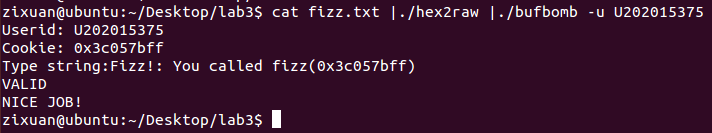 zixuan@ubuntu:~/Desktop/lab3$ cat fizz.txt |./hex2raw |./bufbomb -u U202015375
Userid: U202015375
Cookie: 0x3c057bff
Type string:Fizz!: You called fizz(0x3c057bff)
VALID
NICE JOB!
zixuan@ubuntu:~/Desktop/lab3$